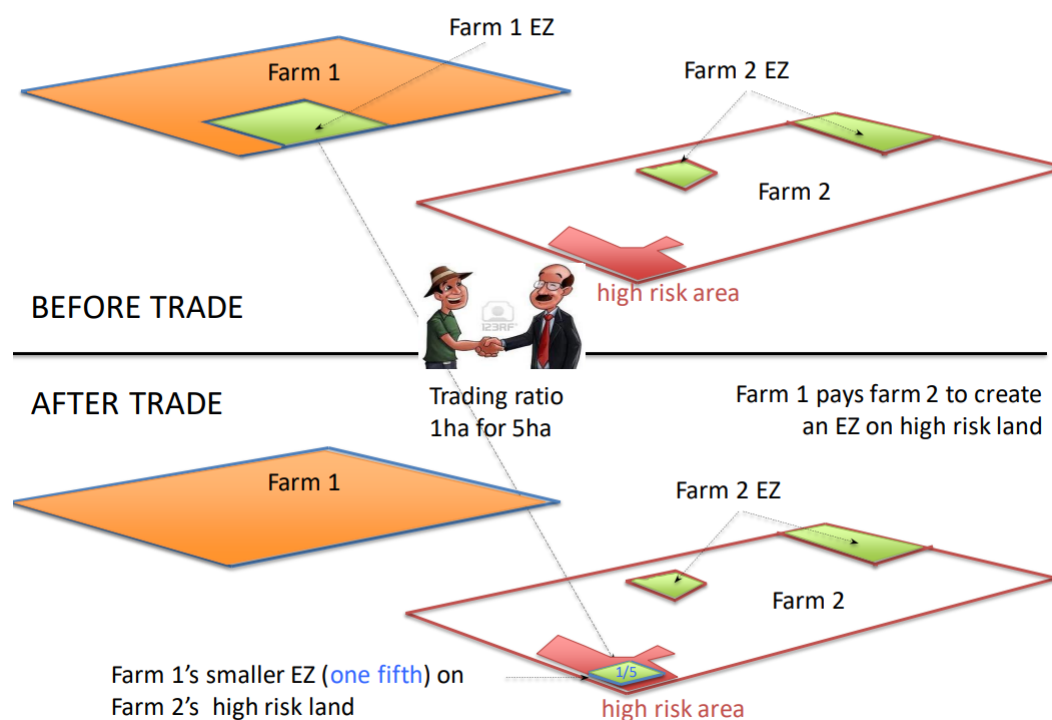 Farm 1 EZ
Farm 1
Farm 2 EZ
Farm 2
high risk area
BEFORE TRADE
123RF
AFTER TRADE
Trading ratio
1ha for 5ha
Farm 1 pays farm 2 to create
an EZ on high risk land
Farm 1
Farm 2 EZ
Farm 2
1/5
Farm 1's smaller EZ (one fifth) on
Farm 2's high risk land
high risk area